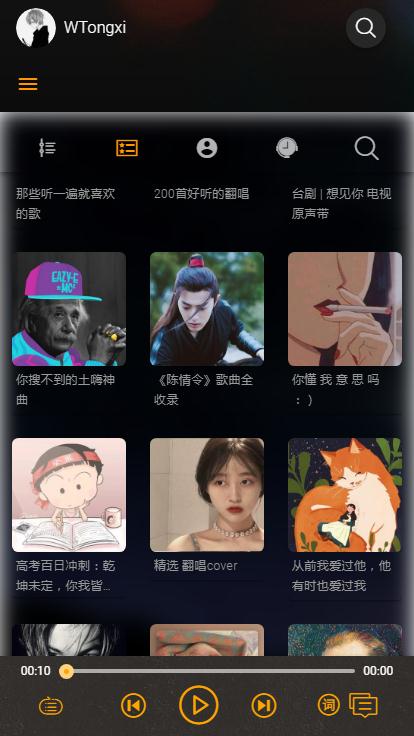 WTongxi
那些听一遍就喜欢
的歌
200首好听的翻唱
台剧 | 想见你 电视
原声带
EAZY-E
=MC²
你搜不到的土嗨神
曲
《陈情令》歌曲全
收录
你懂 我 意 思 吗
：）
高考百日冲刺：乾
坤未定，你我皆...
精选 翻唱cover
从前我爱过他，他
有时也爱过我
00:10
00:00
词